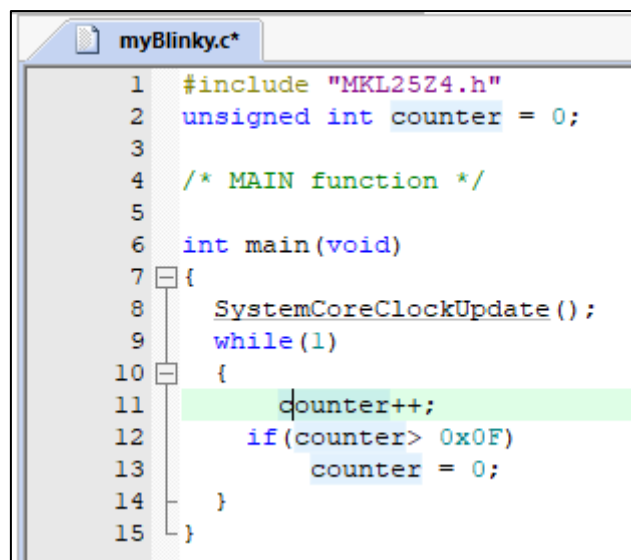 myBlinky.c*
1 #include "MKL25Z4.h"
2 unsigned int counter = 0;
3
4 /* MAIN function */
5
6 int main(void)
7 {
8 SystemCoreClockUpdate();
9 while(1)
10 {
11 counter++;
12 if(counter> 0x0F)
13 counter = 0;
14 }
15 }